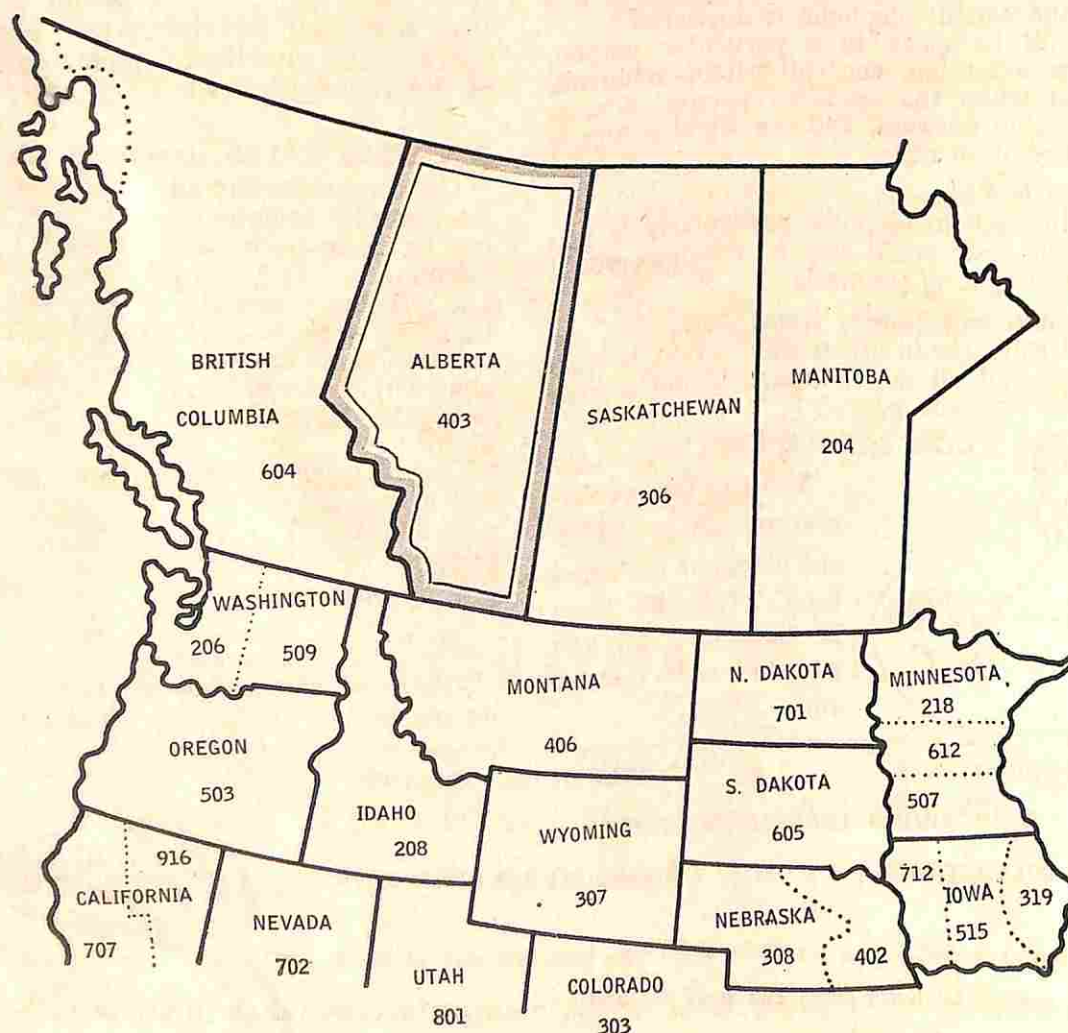 BRITISH
COLUMBIA
604
ALBERTA
403
SASKATCHEWAN
306
MANITOBA
204
WASHINGTON
206
509
MONTANA
406
N. DAKOTA
701
MINNESOTA
218
612
507
OREGON
503
IDAHO
208
WYOMING
307
S. DAKOTA
605
916
CALIFORNIA
707
NEVADA
702
UTAH
801
COLORADO
303
NEBRASKA
308
402
712
IOWA
515
319